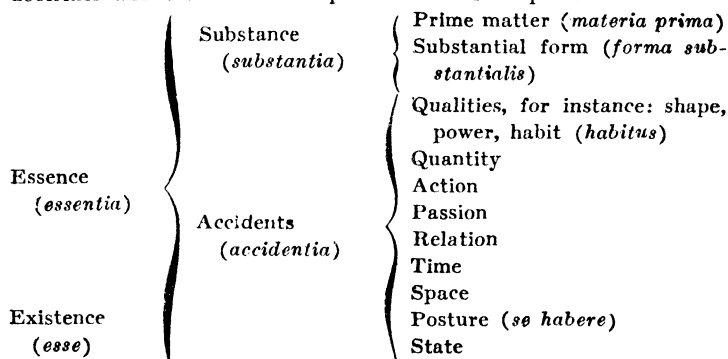 Essence
(essentia)
Existence
(esse)
Substance
(substantia)
Accidents
(accidentia)
Prime matter (materia prima)
Substantial form (forma sub-
stantialis)
Qualities, for instance: shape,
power, habit (habitus)
Quantity
Action
Passion
Relation
Time
Space
Posture (se habere)
State